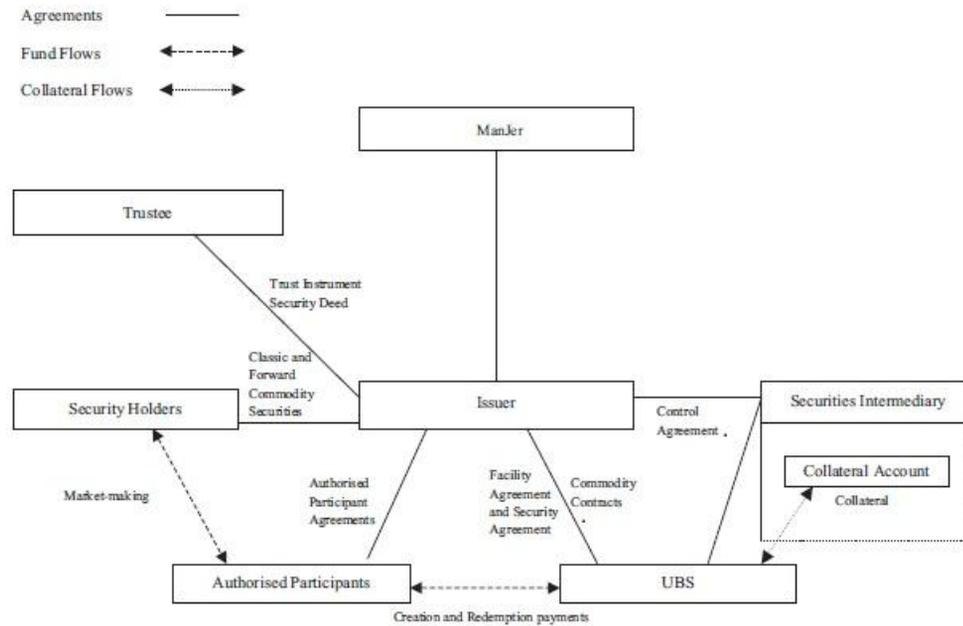 Agreements
Fund Flows
Collateral Flows
ManJer
Trustee
Trust Instrument
Security Deed
Classic and
Forward
Commodity
Securities
Security Holders
Issuer
Control
Agreement
Securities Intermediary
Collateral Account
Collateral
Market-making
Authorised
Participant
Agreements
Facility
Agreement
and Security
Agreement
Commodity
Contracts
Authorised Participants
UBS
Creation and Redemption payments